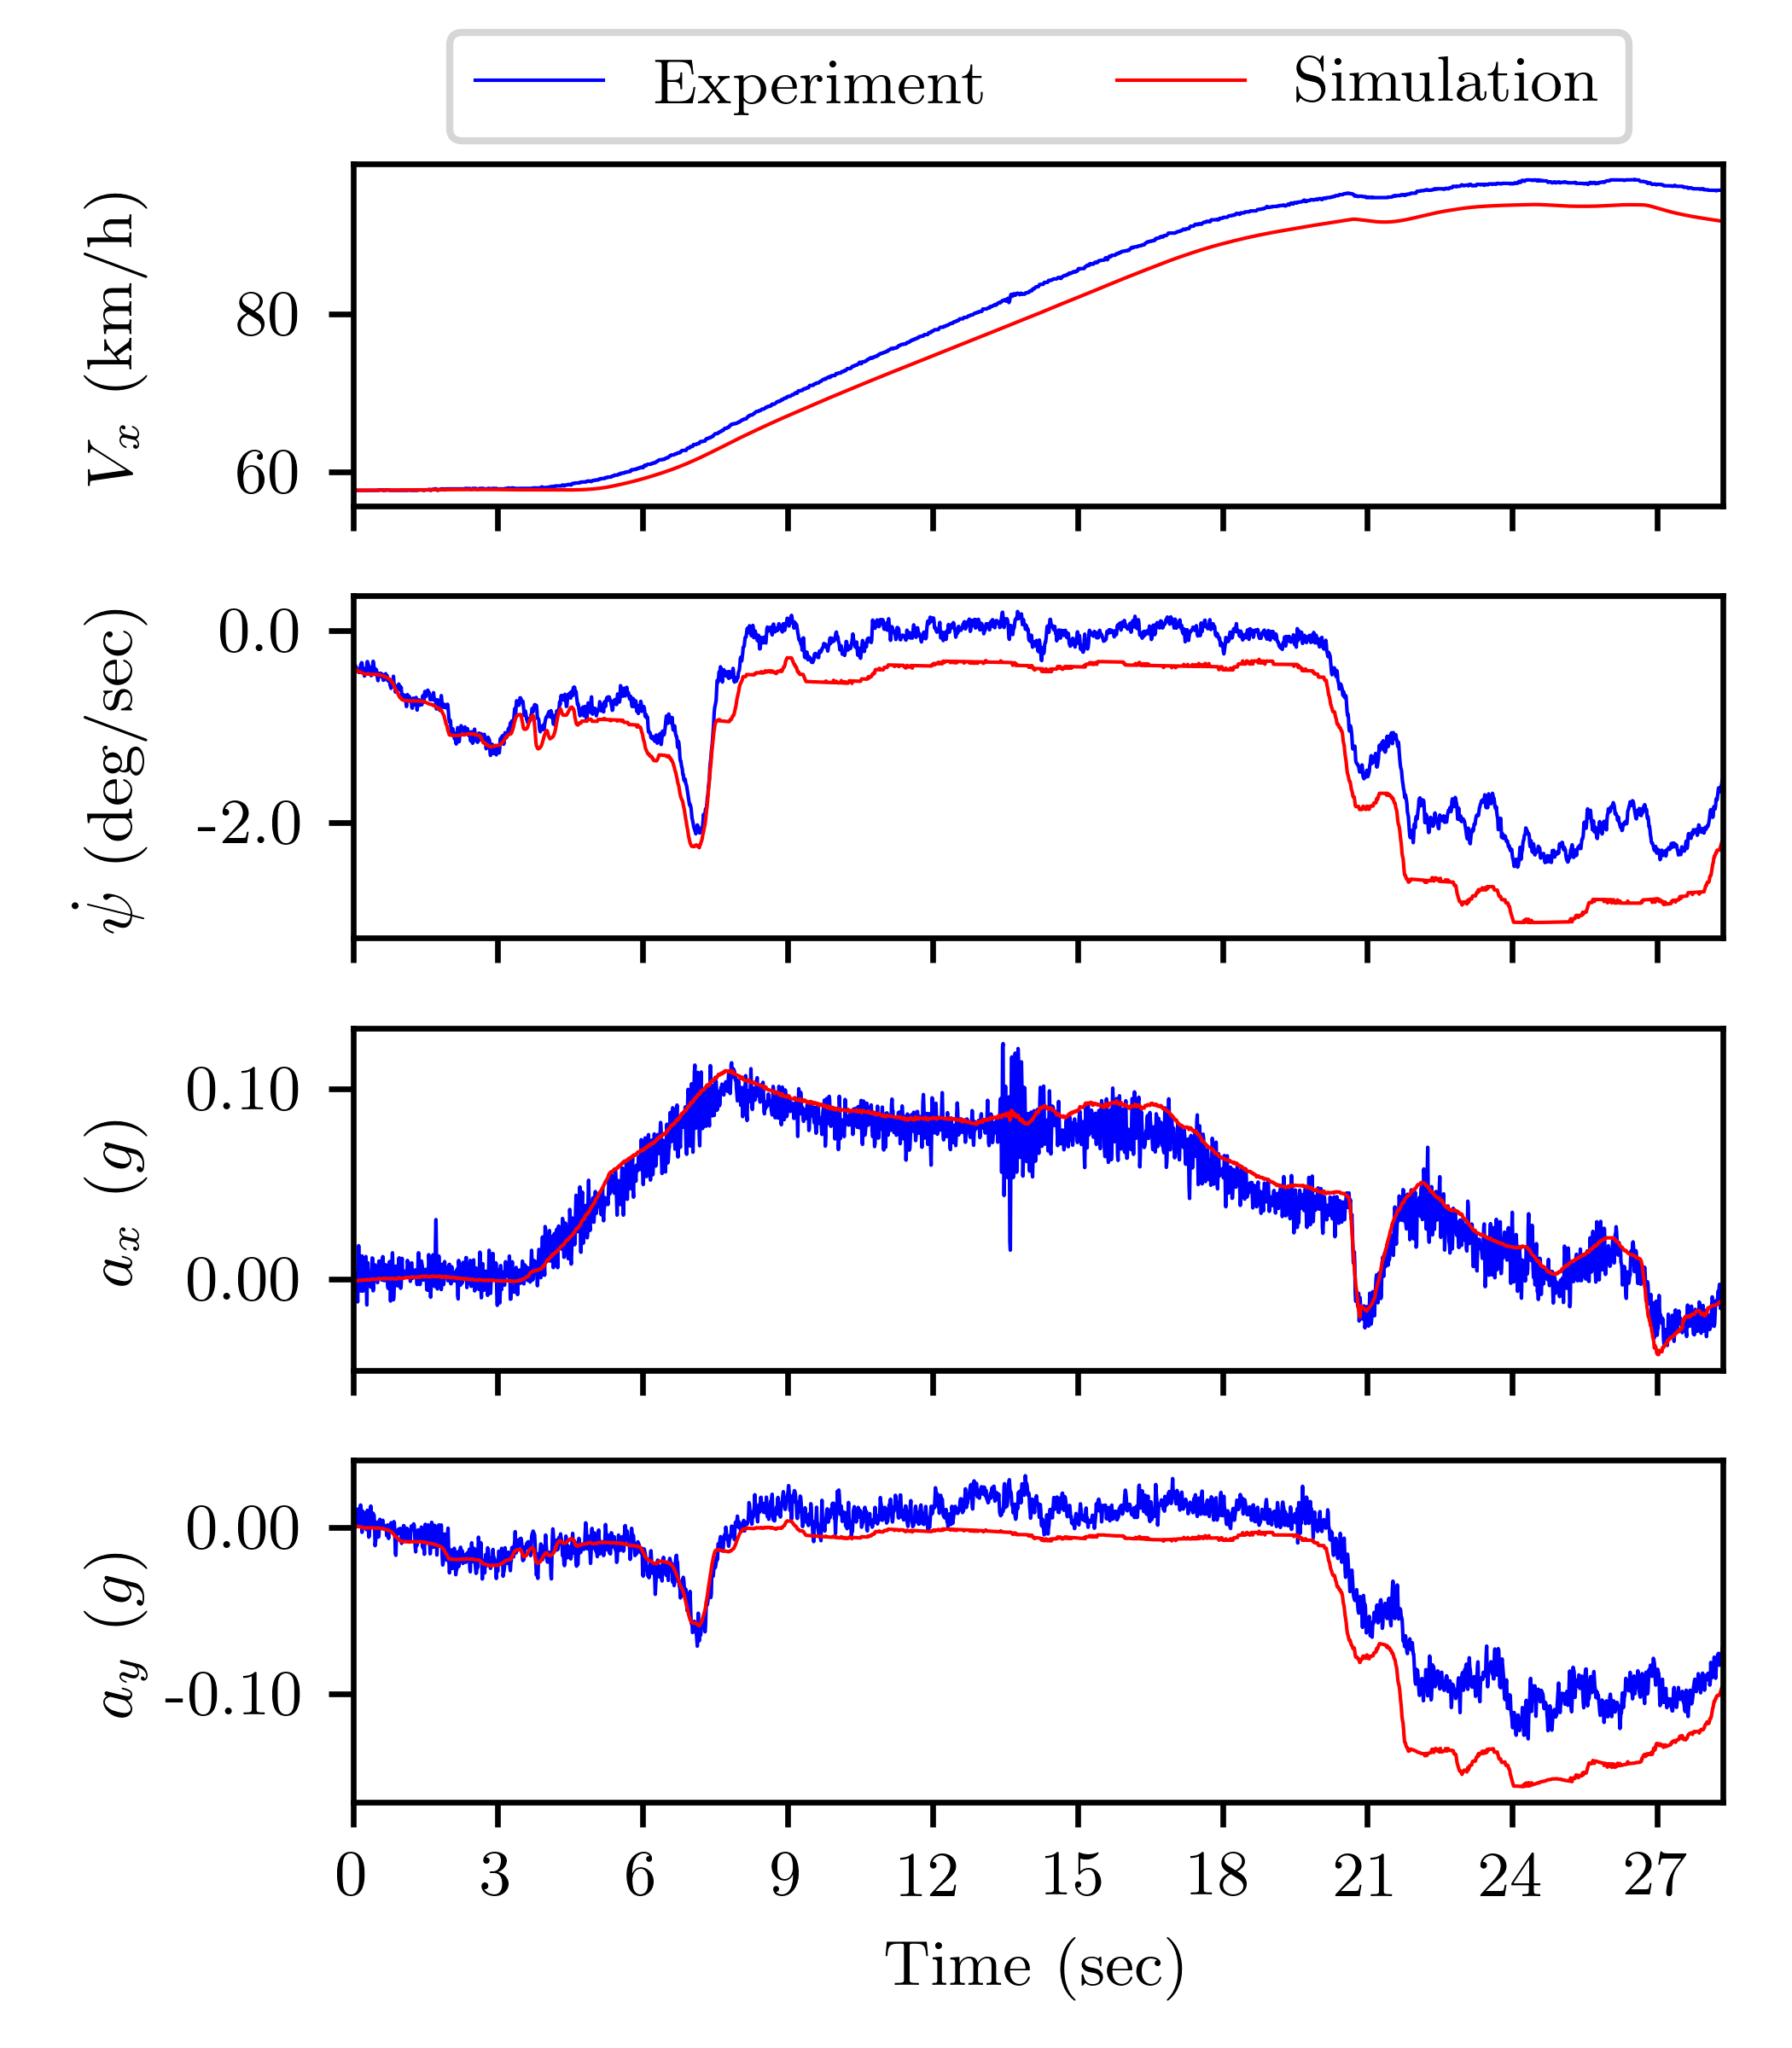 Experiment Simulation
V_x (km/h)
80
60
ψ̇ (deg/sec)
0.0
-2.0
a_x (g)
0.10
0.00
a_y (g)
0.00
-0.10
0 3 6 9 12 15 18 21 24 27
Time (sec)